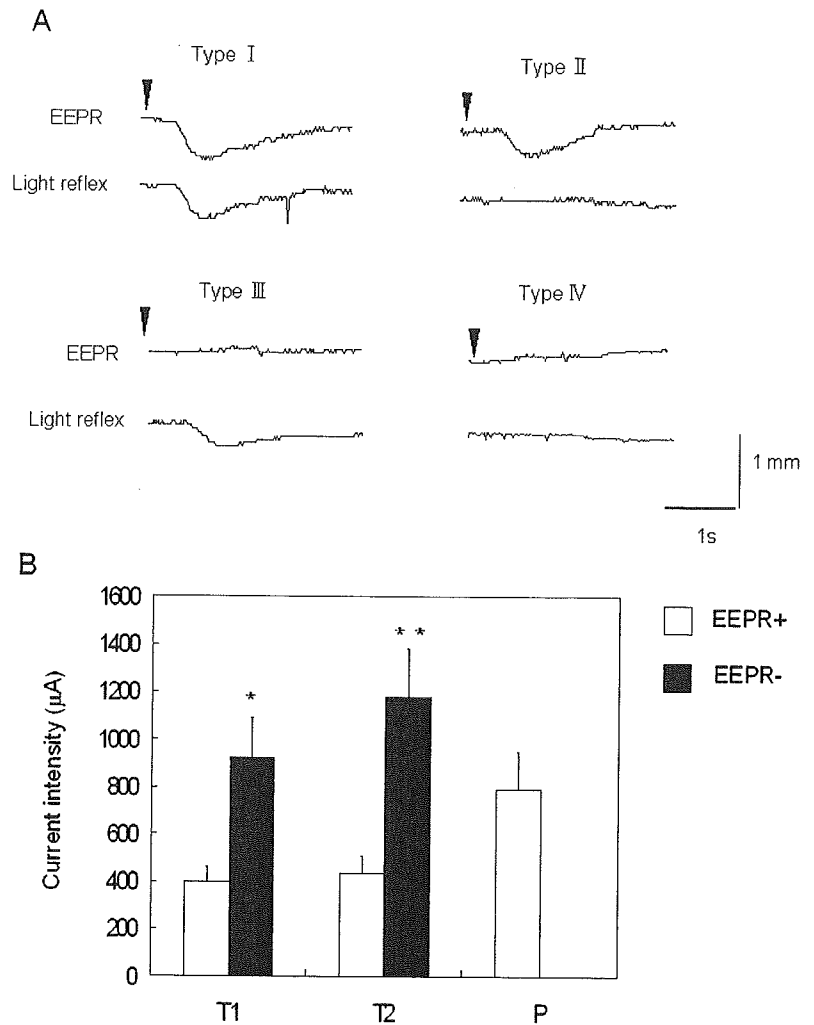 A
Type Ⅰ
Type Ⅱ
EEPR
Light reflex
Type Ⅲ
Type Ⅳ
EEPR
Light reflex
1 mm
1s
B
1600
1400
1200
1000
800
600
400
200
0
Current intensity (μA)
*
* *
EEPR+
EEPR-
T1
T2
P